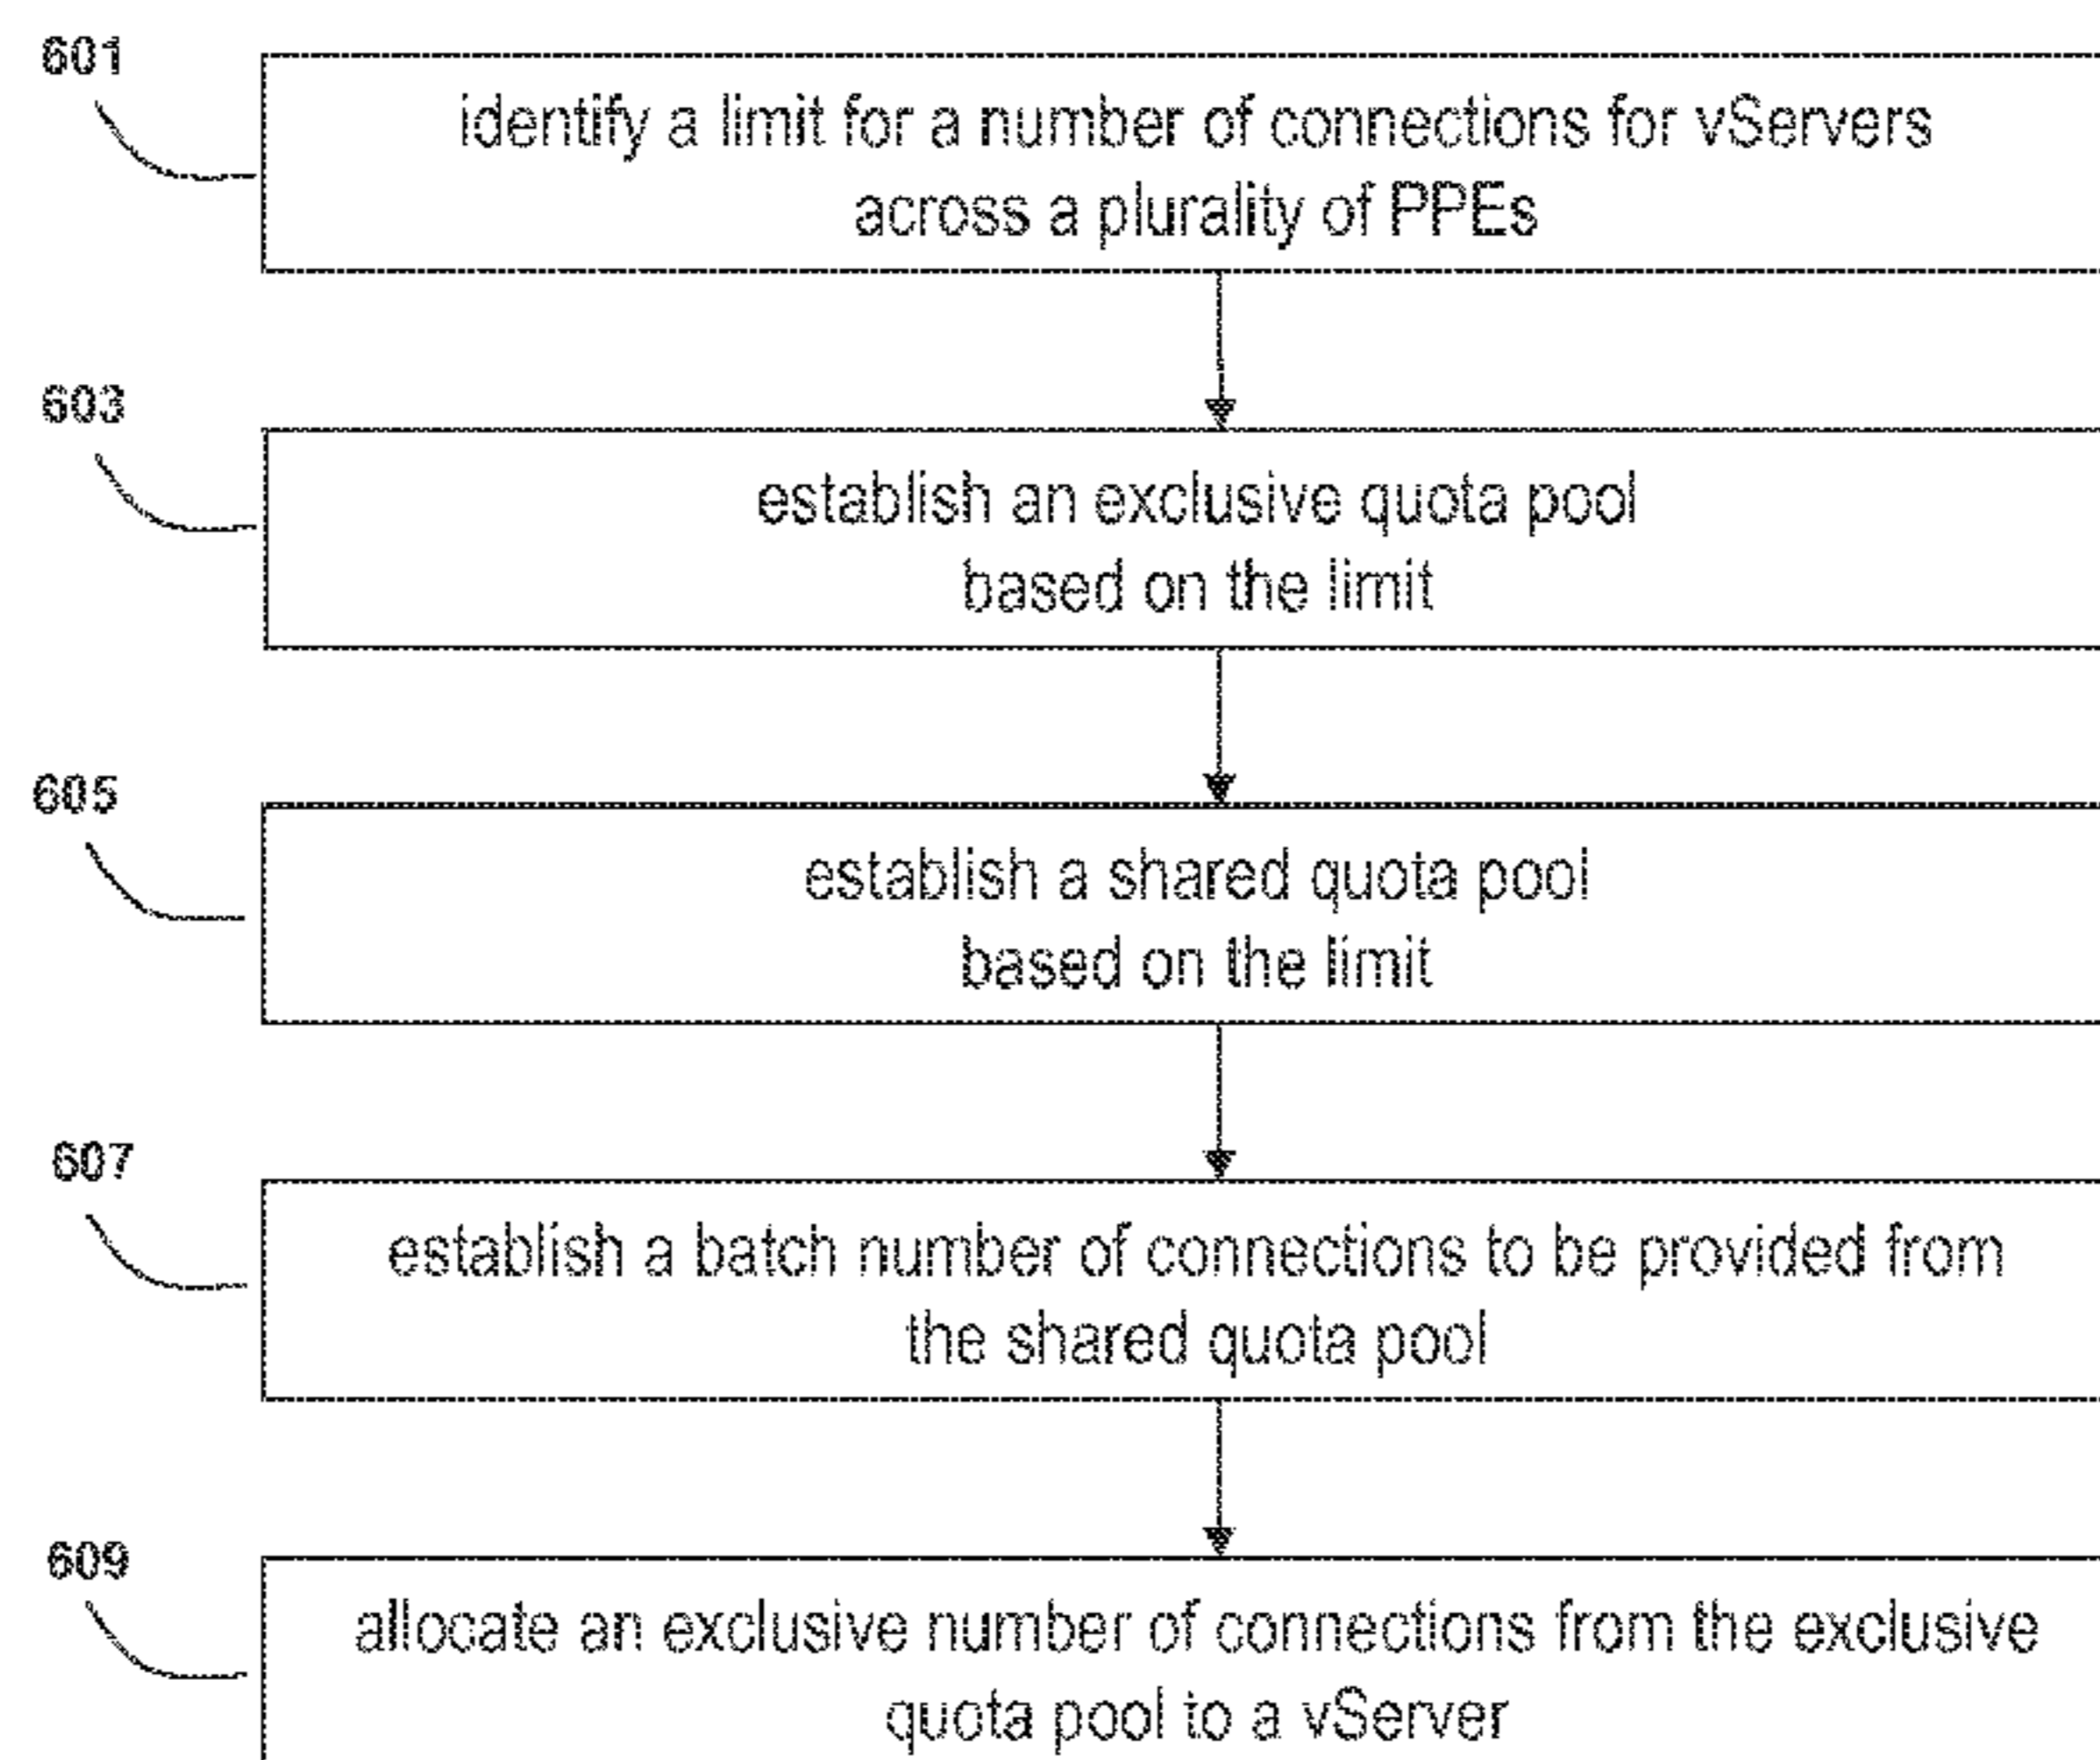 601
identify a limit for a number of connections for vServers
across a plurality of PPEs
603
establish an exclusive quota pool
based on the limit
605
establish a shared quota pool
based on the limit
607
establish a batch number of connections to be provided from
the shared quota pool
609
allocate an exclusive number of connections from the exclusive
quota pool to a vServer